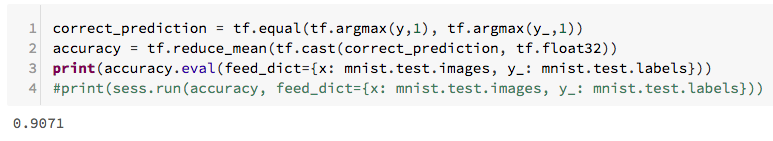 1 correct_prediction = tf.equal(tf.argmax(y,1), tf.argmax(y_,1))
2 accuracy = tf.reduce_mean(tf.cast(correct_prediction, tf.float32))
3 print(accuracy.eval(feed_dict={x: mnist.test.images, y_: mnist.test.labels}))
4 #print(sess.run(accuracy, feed_dict={x: mnist.test.images, y_: mnist.test.labels}))
0.9071